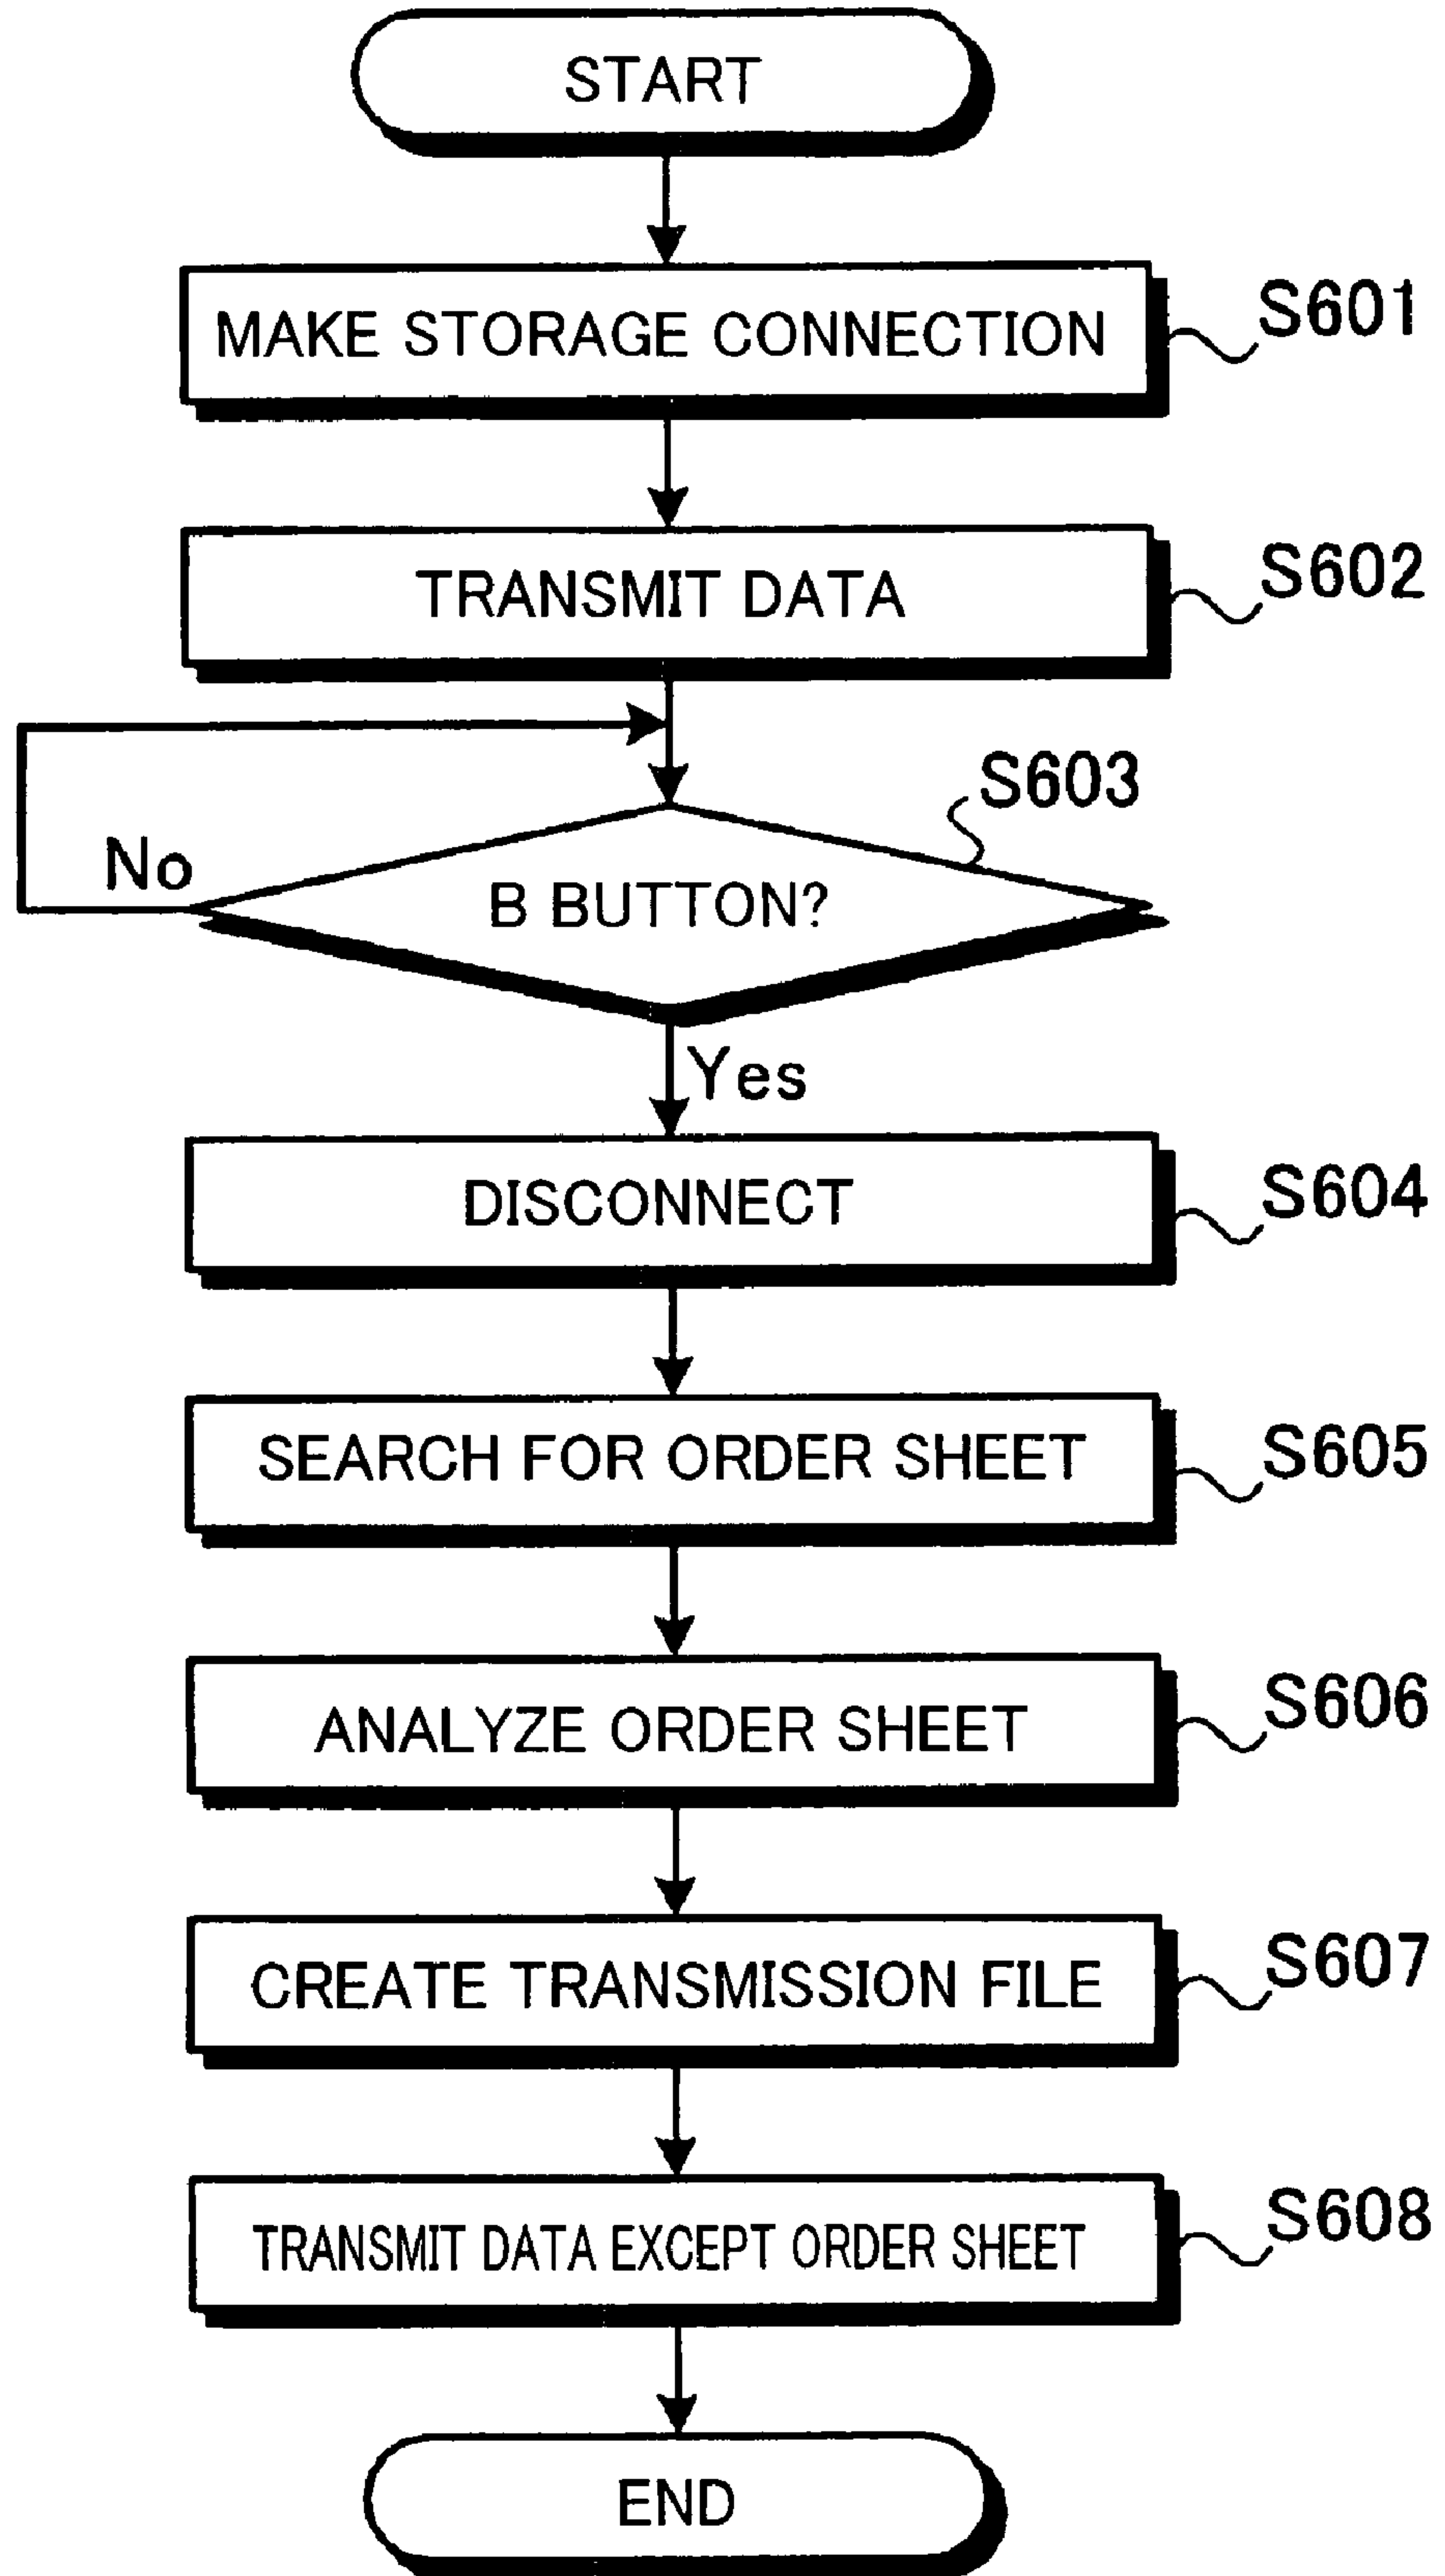 START
MAKE STORAGE CONNECTION
S601
TRANSMIT DATA
S602
S603
No
B BUTTON?
Yes
DISCONNECT
S604
SEARCH FOR ORDER SHEET
S605
ANALYZE ORDER SHEET
S606
CREATE TRANSMISSION FILE
S607
TRANSMIT DATA EXCEPT ORDER SHEET
S608
END